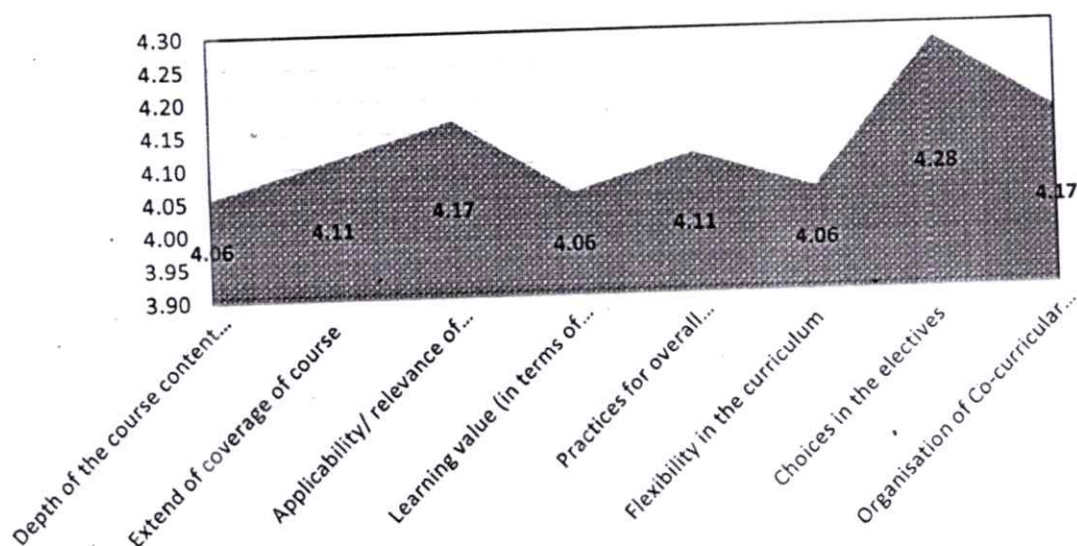 4.30
4.25
4.20
4.15
4.10
4.05
4.00
3.95
3.90
4.06
4.11
4.17
4.06
4.11
4.06
4.28
4.17
Depth of the course content...
Extend of coverage of course
Applicability/ relevance of...
Learning value (in terms of...
Practices for overall...
Flexibility in the curriculum
Choices in the electives
Organisation of Co-curricular...